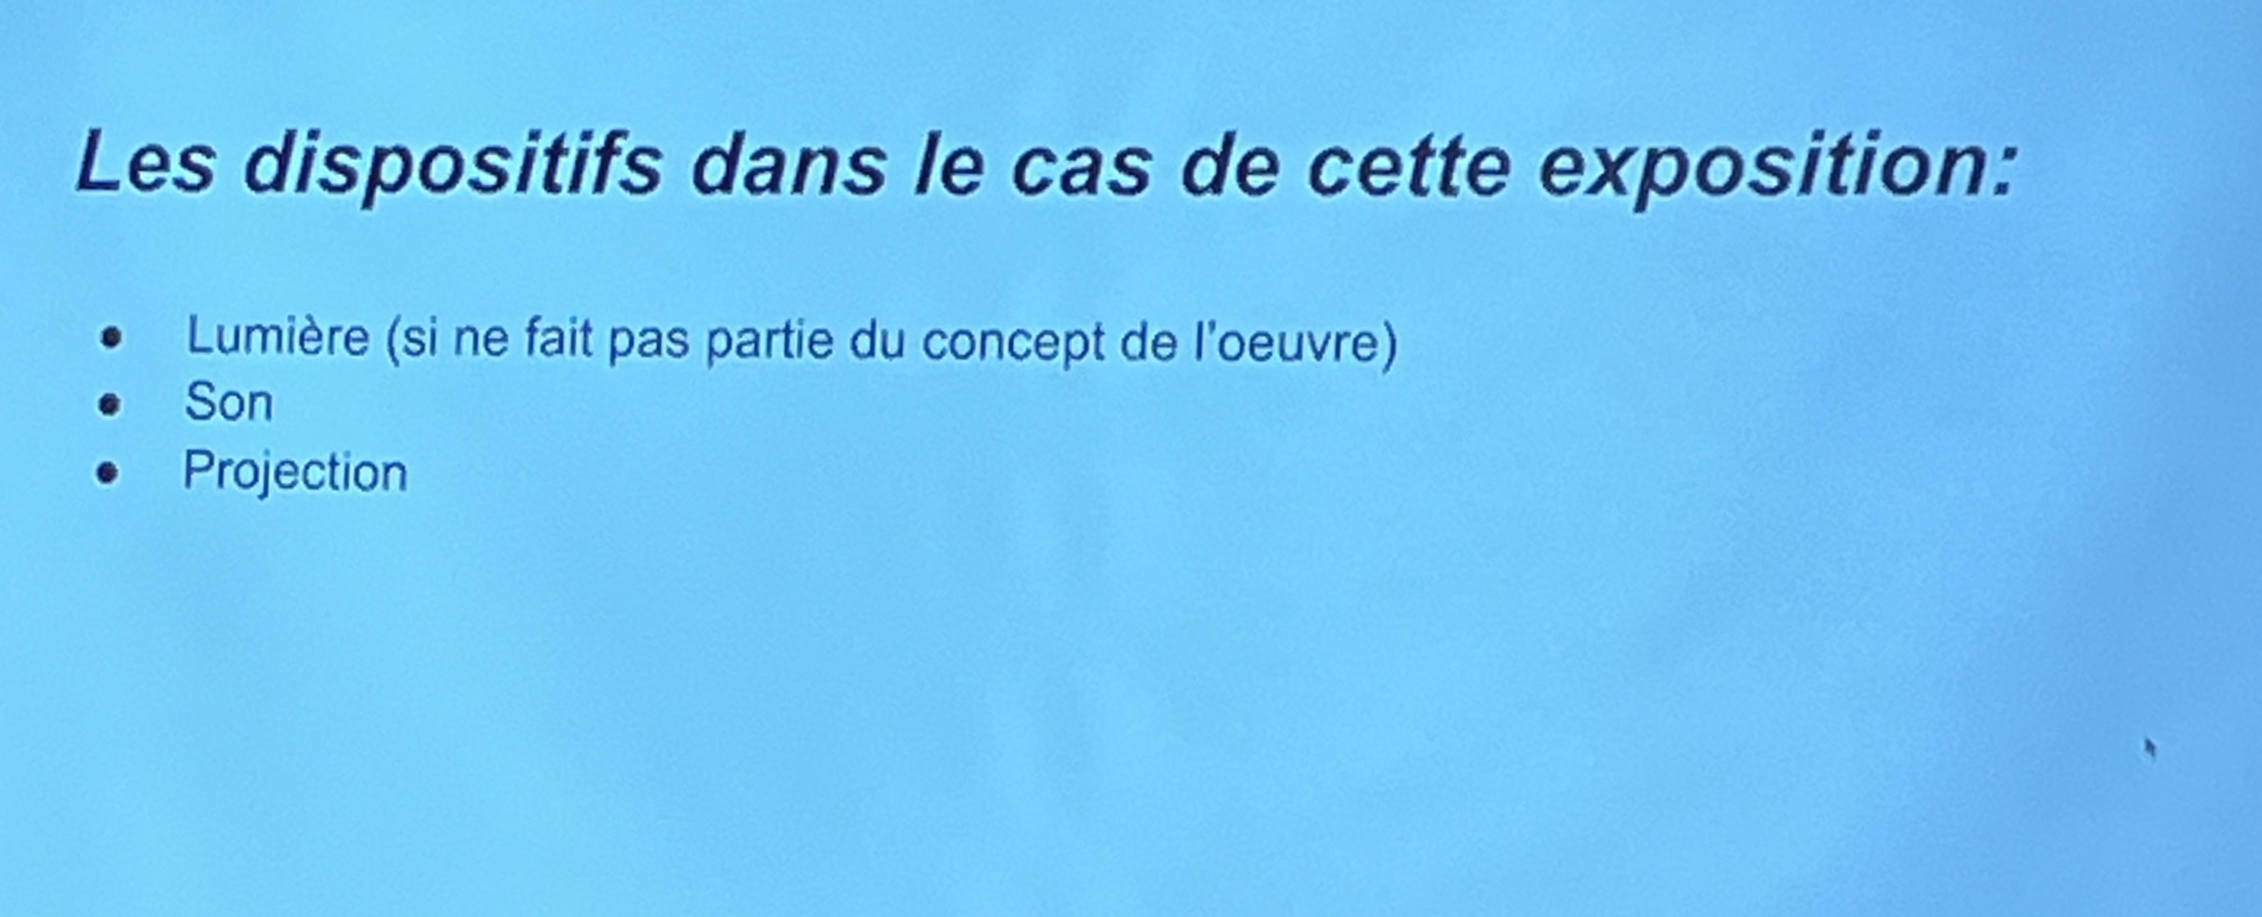 Les dispositifs dans le cas de cette exposition:
• Lumière (si ne fait pas partie du concept de l'oeuvre)
• Son
• Projection